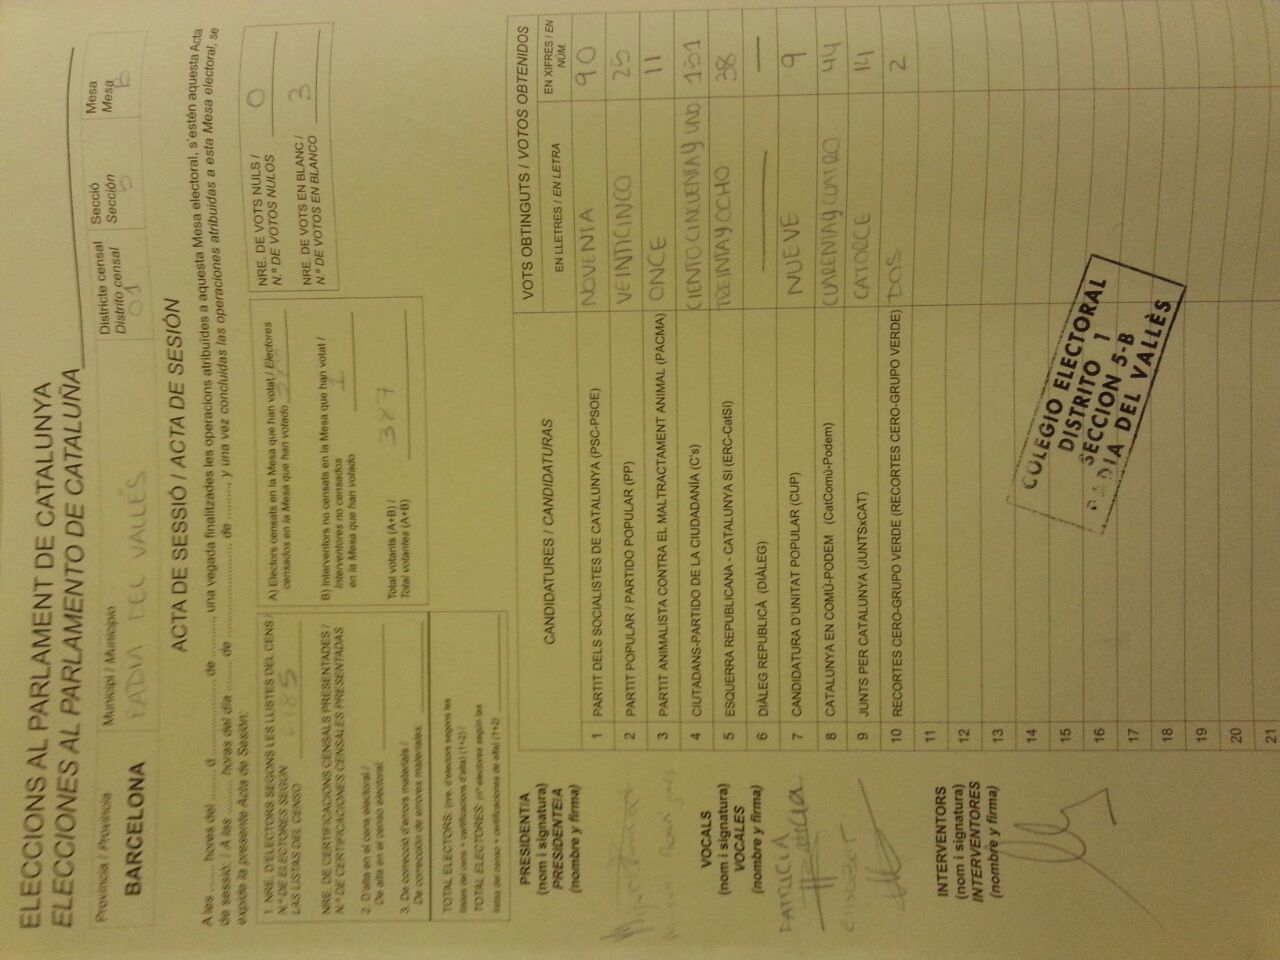 ELECCIONS AL PARLAMENT DE CATALUNYA
ELECCIONES AL PARLAMENTO DE CATALUÑA
Província / Provincia
BARCELONA
Municipi / Municipio
BADIA DEL VALLÉS
Districte censal
Distrito censal
01
Secció
Sección
5
Mesa
Mesa
B
ACTA DE SESSIÓ / ACTA DE SESIÓN
A les ........ hores del ........ d ........................ de ........, una vegada finalitzades les operacions atribuïdes a aquesta Mesa electoral, s'estén aquesta Acta
de sessió. / A las ........ horas del día ........ de ........................ de ........, y una vez concluidas las operaciones atribuidas a esta Mesa electoral, se
expide la presente Acta de Sesión:
1. NRE. D'ELECTORS SEGONS LES LLISTES DEL CENS /
N.º DE ELECTORES SEGÚN
LAS LISTAS DEL CENSO
NRE. DE CERTIFICACIONS CENSALS PRESENTADES /
N.º DE CERTIFICACIONES CENSALES PRESENTADAS
2. D'alta en el cens electoral /
De alta en el censo electoral:
3. De correcció d'errors materials /
De corrección de errores materiales:
TOTAL ELECTORS: (nre. d'electors segons les
llistes del cens + certificacions d'alta) (1+2) /
TOTAL ELECTORES: (nº electores según las
listas del censo + certificaciones de alta) (1+2)
A) Electors censats en la Mesa que han votat / Electores
censados en la Mesa que han votado
B) Interventors no censats en la Mesa que han votat /
Interventores no censados
en la Mesa que han votado
1
Total votants (A+B) /
Total votantes (A+B)
387
NRE. DE VOTS NULS /
N.º DE VOTOS NULOS
0
NRE. DE VOTS EN BLANC /
N.º DE VOTOS EN BLANCO
3
PRESIDENTIA
(nom i signatura)
PRESIDENTEIA
(nombre y firma)
VOCALS
(nom i signatura)
VOCALES
(nombre y firma)
PATRICIA
INTERVENTORS
(nom i signatura)
INTERVENTORES
(nombre y firma)
CANDIDATURES / CANDIDATURAS
VOTS OBTINGUTS / VOTOS OBTENIDOS
EN LLETRES / EN LETRA
EN XIFRES / EN NÚM.
1 PARTIT DELS SOCIALISTES DE CATALUNYA (PSC-PSOE) NOVENTA 90
2 PARTIT POPULAR / PARTIDO POPULAR (PP) VEINTICINCO 25
3 PARTIT ANIMALISTA CONTRA EL MALTRACTAMENT ANIMAL (PACMA) ONCE 11
4 CIUTADANS-PARTIDO DE LA CIUDADANÍA (C's) CIENTO CINCUENTA Y UNO 151
5 ESQUERRA REPUBLICANA - CATALUNYA SI (ERC-CatSí) TREINTA Y OCHO 38
6 DIÀLEG REPUBLICÀ (DIÀLEG) — —
7 CANDIDATURA D'UNITAT POPULAR (CUP) NUEVE 9
8 CATALUNYA EN COMÚ-PODEM (CatComú-Podem) CUARENTA Y CUATRO 44
9 JUNTS PER CATALUNYA (JUNTSxCAT) CATORCE 14
10 RECORTES CERO-GRUPO VERDE (RECORTES CERO-GRUPO VERDE) DOS 2
11
12
13
14
15
16
17
18
19
20
21
COLEGIO ELECTORAL
DISTRITO 1
SECCION 5-B
BADIA DEL VALLÈS